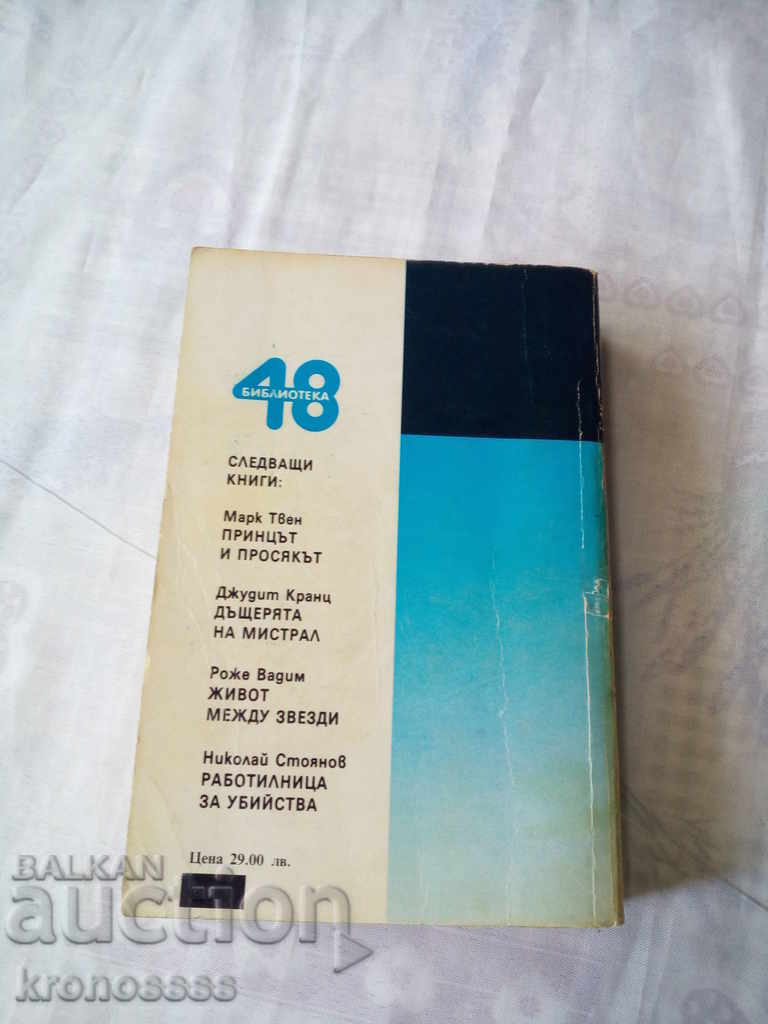 48
БИБЛИОТЕКА
СЛЕДВАЩИ
КНИГИ:
Марк Твен
ПРИНЦЪТ
И ПРОСЯКЪТ
Джудит Кранц
ДЪЩЕРЯТА
НА МИСТРАЛ
Роже Вадим
ЖИВОТ
МЕЖДУ ЗВЕЗДИ
Николай Стоянов
РАБОТИЛНИЦА
ЗА УБИЙСТВА
Цена 29.00 лв.
BALKAN
auction
kronossss